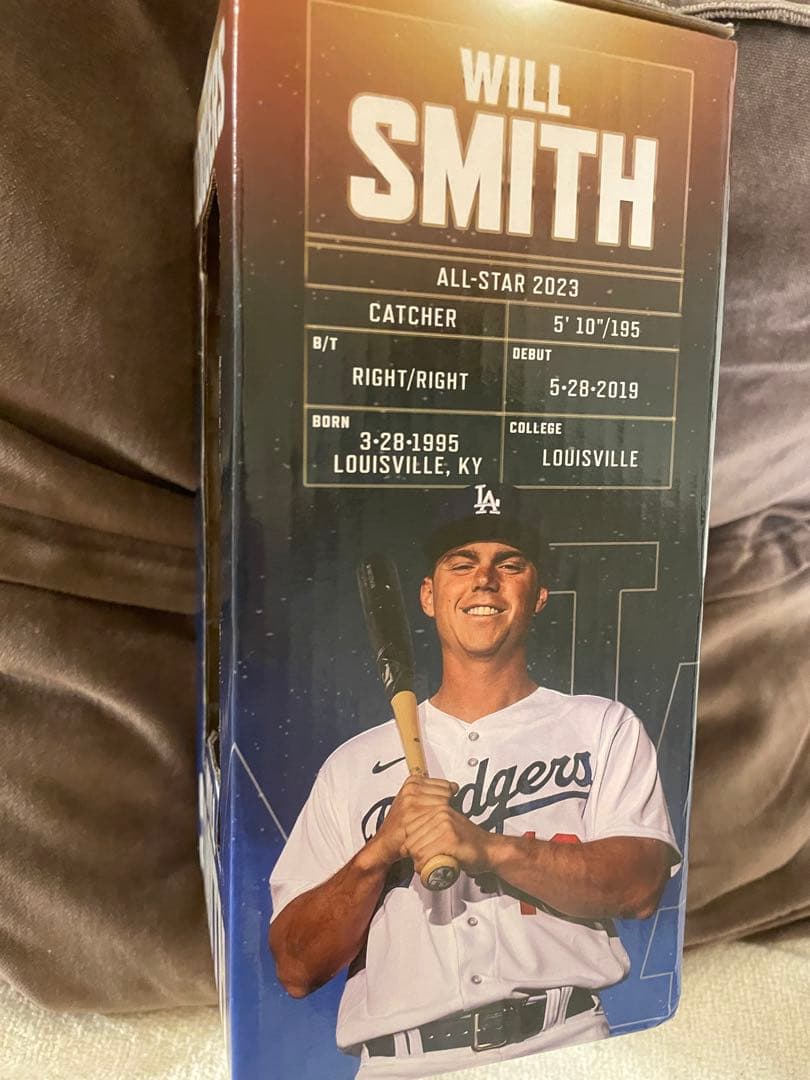 WILL
SMITH
ALL-STAR 2023
CATCHER
5' 10"/195
B/T
RIGHT/RIGHT
DEBUT
5•28•2019
BORN
3•28•1995
LOUISVILLE, KY
COLLEGE
LOUISVILLE
LA
Dodgers